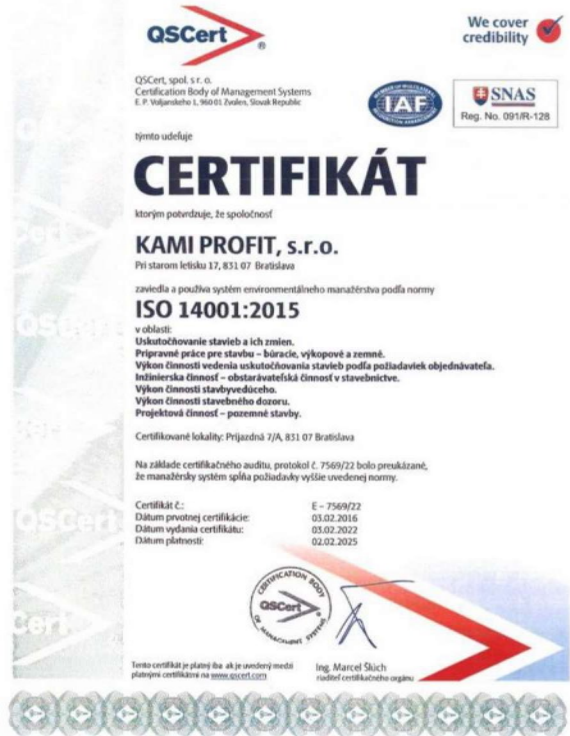 QSCert
®
We cover
credibility
QSCert, spol. s r. o.
Certification Body of Management Systems
E. P. Voljanskeho 1, 960 01 Zvolen, Slovak Republic
IAF
SNAS
Reg. No. 091/R-128
týmto udeľuje
CERTIFIKÁT
ktorým potvrdzuje, že spoločnosť
KAMI PROFIT, s.r.o.
Pri starom letisku 17, 831 07 Bratislava
zaviedla a používa systém environmentálneho manažérstva podľa normy
ISO 14001:2015
v oblasti:
Uskutočňovanie stavieb a ich zmien.
Prípravné práce pre stavbu – búracie, výkopové a zemné.
Výkon činnosti vedenia uskutočňovania stavieb podľa požiadaviek objednávateľa.
Inžinierska činnosť – obstarávateľská činnosť v stavebníctve.
Výkon činnosti stavbyvedúceho.
Výkon činnosti stavebného dozoru.
Projektová činnosť – pozemné stavby.
Certifikované lokality: Príjazdná 7/A, 831 07 Bratislava
Na základe certifikačného auditu, protokol č. 7569/22 bolo preukázané,
že manažérsky systém spĺňa požiadavky vyššie uvedenej normy.
Certifikát č.: E – 7569/22
Dátum prvotnej certifikácie: 03.02.2016
Dátum vydania certifikátu: 03.02.2022
Dátum platnosti: 02.02.2025
CERTIFICATION BODY
QSCert
OF MANAGEMENT SYSTEMS
Tento certifikát je platný iba ak je uvedený medzi
platnými certifikátmi na www.qscert.com
Ing. Marcel Šlúch
riaditeľ certifikačného orgánu